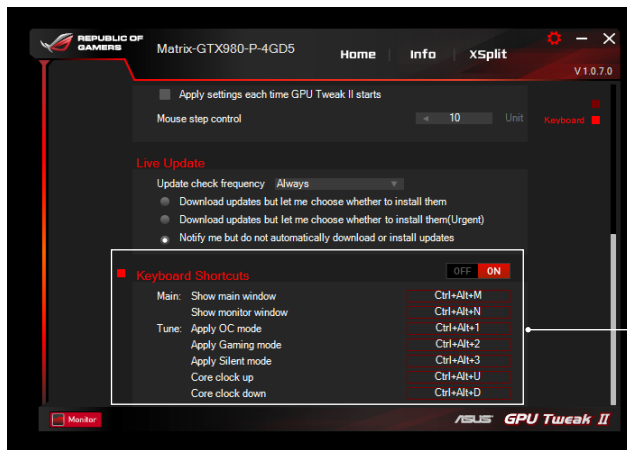 REPUBLIC OF
GAMERS
Matrix-GTX980-P-4GD5
Home
Info
XSplit
V 1.0.7.0
Apply settings each time GPU Tweak II starts
Mouse step control 10 Unit
Keyboard
Live Update
Update check frequency Always
Download updates but let me choose whether to install them
Download updates but let me choose whether to install them(Urgent)
Notify me but do not automatically download or install updates
Keyboard Shortcuts OFF ON
Main: Show main window Ctrl+Alt+M
Show monitor window Ctrl+Alt+N
Tune: Apply OC mode Ctrl+Alt+1
Apply Gaming mode Ctrl+Alt+2
Apply Silent mode Ctrl+Alt+3
Core clock up Ctrl+Alt+U
Core clock down Ctrl+Alt+D
Monitor
ASUS GPU Tweak II